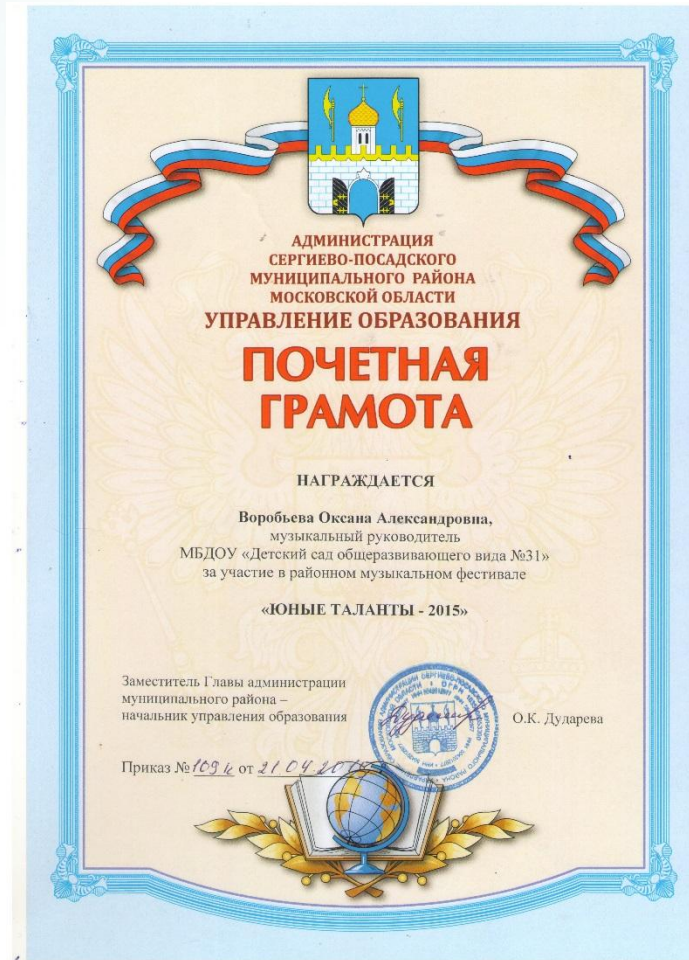 АДМИНИСТРАЦИЯ
СЕРГИЕВО-ПОСАДСКОГО
МУНИЦИПАЛЬНОГО РАЙОНА
МОСКОВСКОЙ ОБЛАСТИ
УПРАВЛЕНИЕ ОБРАЗОВАНИЯ
ПОЧЕТНАЯ
ГРАМОТА
НАГРАЖДАЕТСЯ
Воробьева Оксана Александровна,
музыкальный руководитель
МБДОУ «Детский сад общеразвивающего вида №31»
за участие в районном музыкальном фестивале
«ЮНЫЕ ТАЛАНТЫ - 2015»
Заместитель Главы администрации
муниципального района –
начальник управления образования
О.К. Дударева
Приказ № 109 к от 21 04